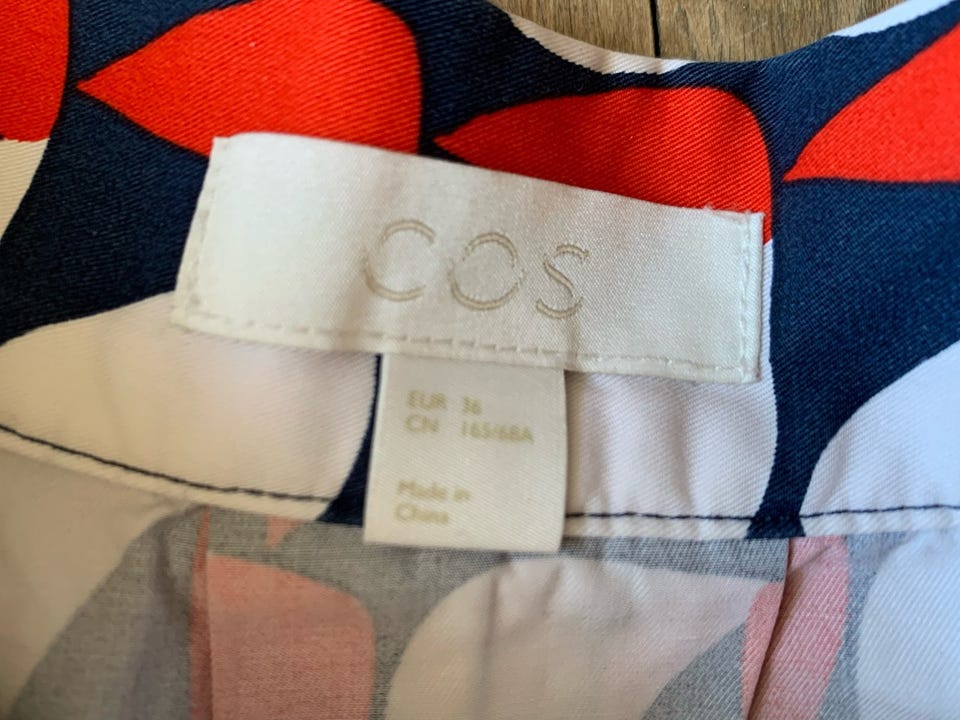 COS
EUR 36
CN 165/68A
Made in
China